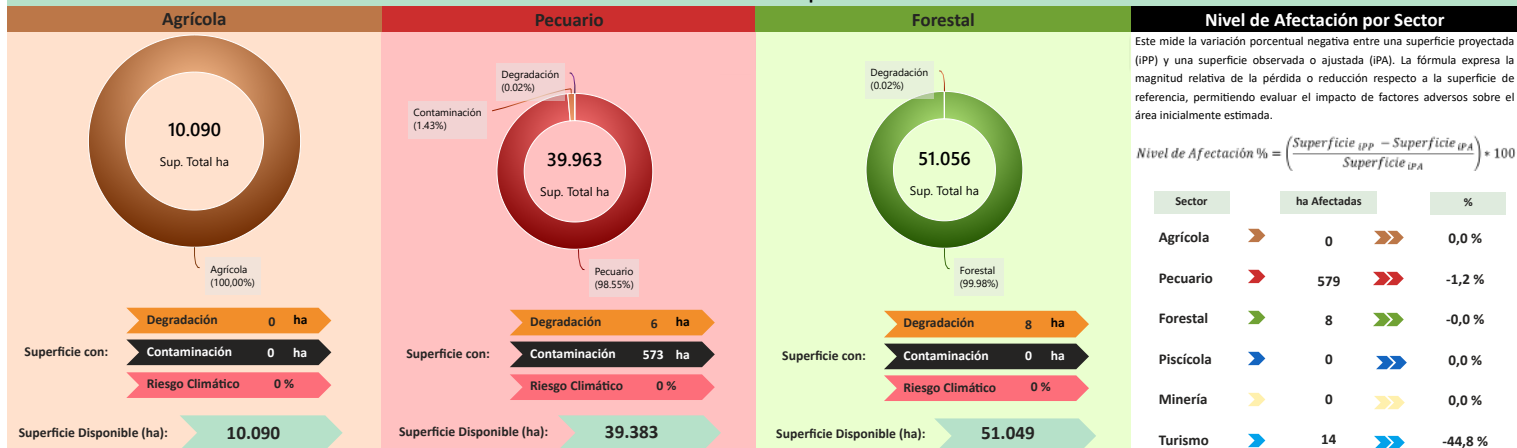 Agrícola
10.090
Sup. Total ha
Agrícola
(100,00%)
Superficie con:
Degradación 0 ha
Contaminación 0 ha
Riesgo Climático 0 %
Superficie Disponible (ha): 10.090
Pecuario
Degradación
(0.02%)
Contaminación
(1.43%)
39.963
Sup. Total ha
Pecuario
(98.55%)
Superficie con:
Degradación 6 ha
Contaminación 573 ha
Riesgo Climático 0 %
Superficie Disponible (ha): 39.383
Forestal
Degradación
(0.02%)
51.056
Sup. Total ha
Forestal
(99.98%)
Superficie con:
Degradación 8 ha
Contaminación 0 ha
Riesgo Climático 0 %
Superficie Disponible (ha): 51.049
Nivel de Afectación por Sector
Este mide la variación porcentual negativa entre una superficie proyectada
(iPP) y una superficie observada o ajustada (iPA). La fórmula expresa la
magnitud relativa de la pérdida o reducción respecto a la superficie de
referencia, permitiendo evaluar el impacto de factores adversos sobre el
área inicialmente estimada.
Nivel de Afectación % = (Superficie iPP − Superficie iPA / Superficie iPA) * 100
Sector ha Afectadas %
Agrícola 0 0,0 %
Pecuario 579 -1,2 %
Forestal 8 -0,0 %
Piscícola 0 0,0 %
Minería 0 0,0 %
Turismo 14 -44,8 %